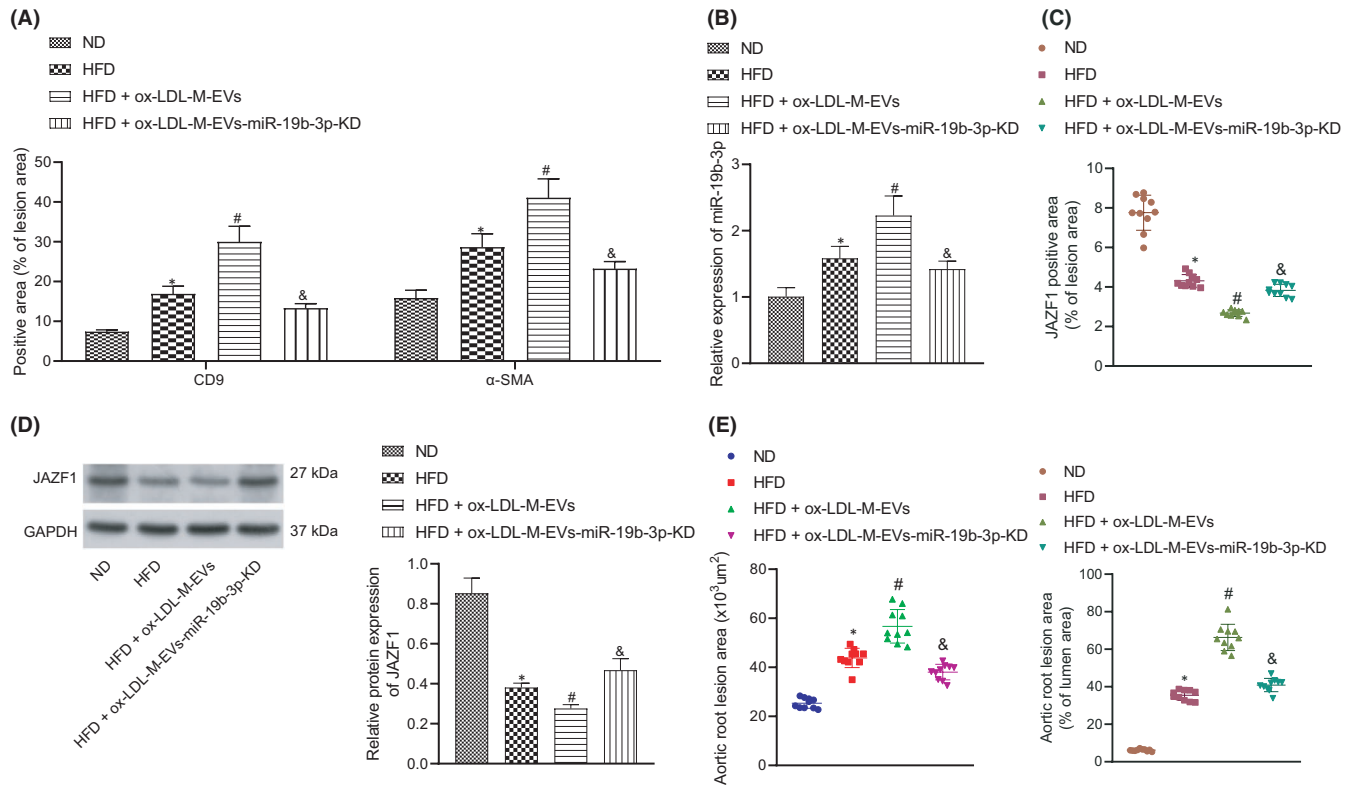 (A)
ND
HFD
HFD + ox-LDL-M-EVs
HFD + ox-LDL-M-EVs-miR-19b-3p-KD
Positive area (% of lesion area)
50
40
30
20
10
0
*
#
&
*
#
&
CD9
α-SMA
(B)
ND
HFD
HFD + ox-LDL-M-EVs
HFD + ox-LDL-M-EVs-miR-19b-3p-KD
Relative expression of miR-19b-3p
3
2
1
0
*
#
&
(C)
ND
HFD
HFD + ox-LDL-M-EVs
HFD + ox-LDL-M-EVs-miR-19b-3p-KD
JAZF1 positive area
(% of lesion area)
10
8
6
4
2
0
*
#
&
(D)
JAZF1
27 kDa
GAPDH
37 kDa
ND
HFD
HFD + ox-LDL-M-EVs
HFD + ox-LDL-M-EVs-miR-19b-3p-KD
ND
HFD
HFD + ox-LDL-M-EVs
HFD + ox-LDL-M-EVs-miR-19b-3p-KD
Relative protein expression
of JAZF1
1.0
0.8
0.6
0.4
0.2
0.0
*
#
&
(E)
ND
HFD
HFD + ox-LDL-M-EVs
HFD + ox-LDL-M-EVs-miR-19b-3p-KD
Aortic root lesion area (x10³um²)
80
60
40
20
0
*
#
&
ND
HFD
HFD + ox-LDL-M-EVs
HFD + ox-LDL-M-EVs-miR-19b-3p-KD
Aortic root lesion area
(% of lumen area)
100
80
60
40
20
0
*
#
&